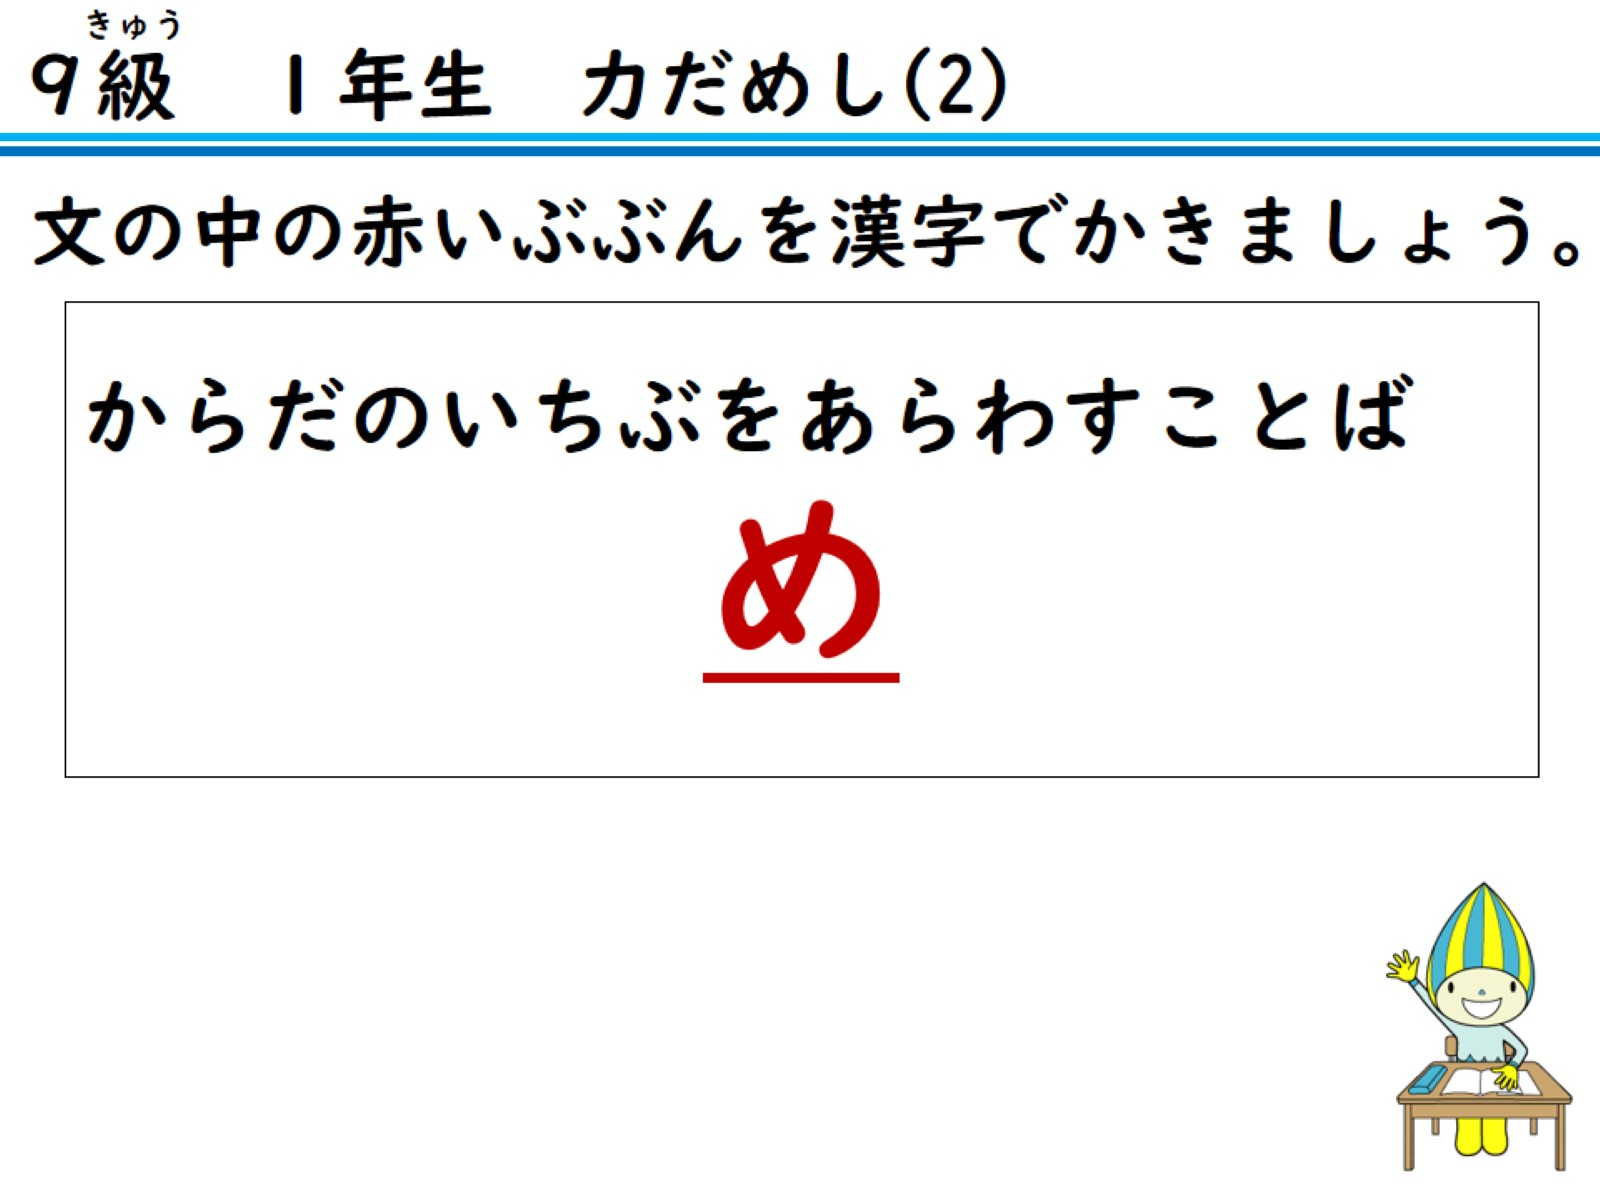 きゅう
９級　１年生　力だめし(2)
文の中の赤いぶぶんを漢字でかきましょう。
からだのいちぶをあらわすことば
め